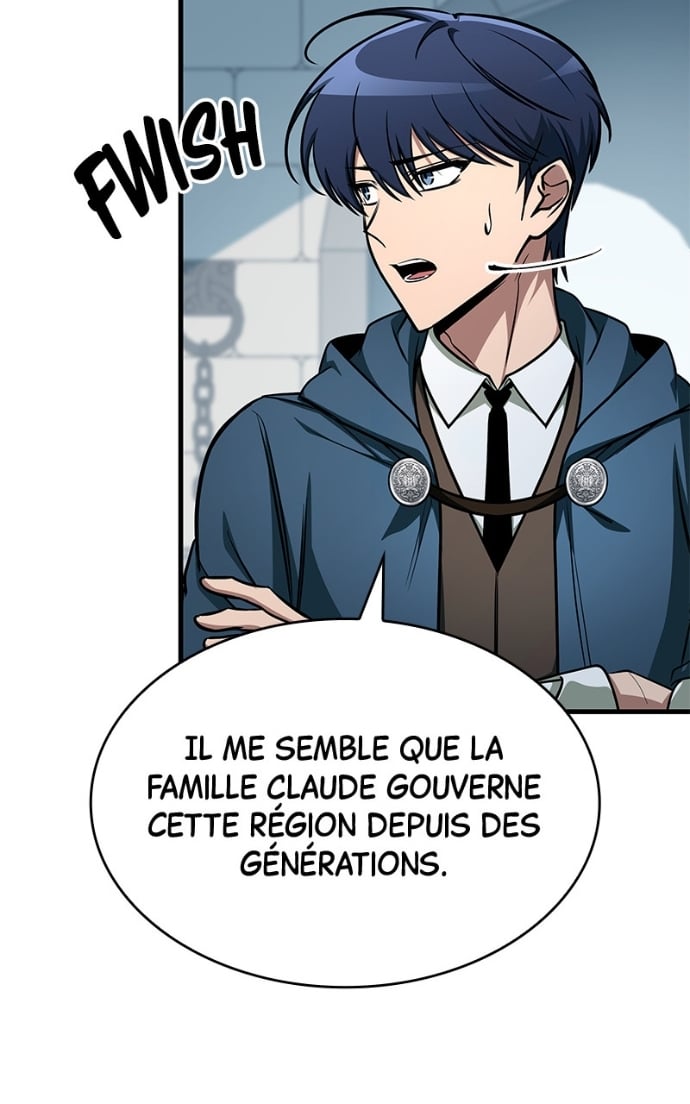 FWISH
IL ME SEMBLE QUE LA
FAMILLE CLAUDE GOUVERNE
CETTE RÉGION DEPUIS DES
GÉNÉRATIONS.